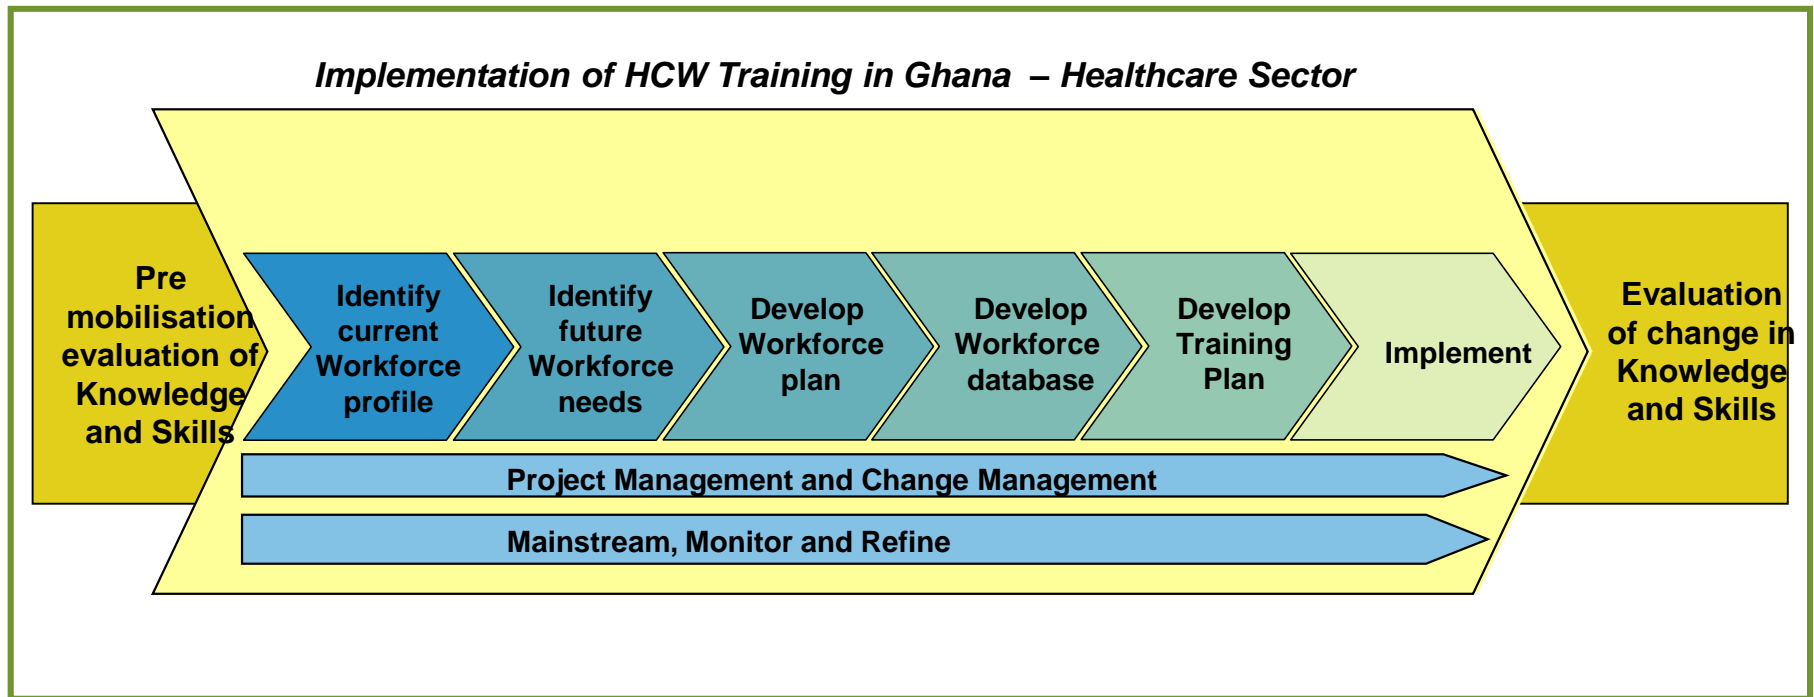 Implementation of HCW Training in Ghana – Healthcare Sector
Pre
mobilisation
evaluation of
Knowledge
and Skills
Identify
current
Workforce
profile
Identify
future
Workforce
needs
Develop
Workforce
plan
Develop
Workforce
database
Develop
Training
Plan
Implement
Evaluation
of change in
Knowledge
and Skills
Project Management and Change Management
Mainstream, Monitor and Refine